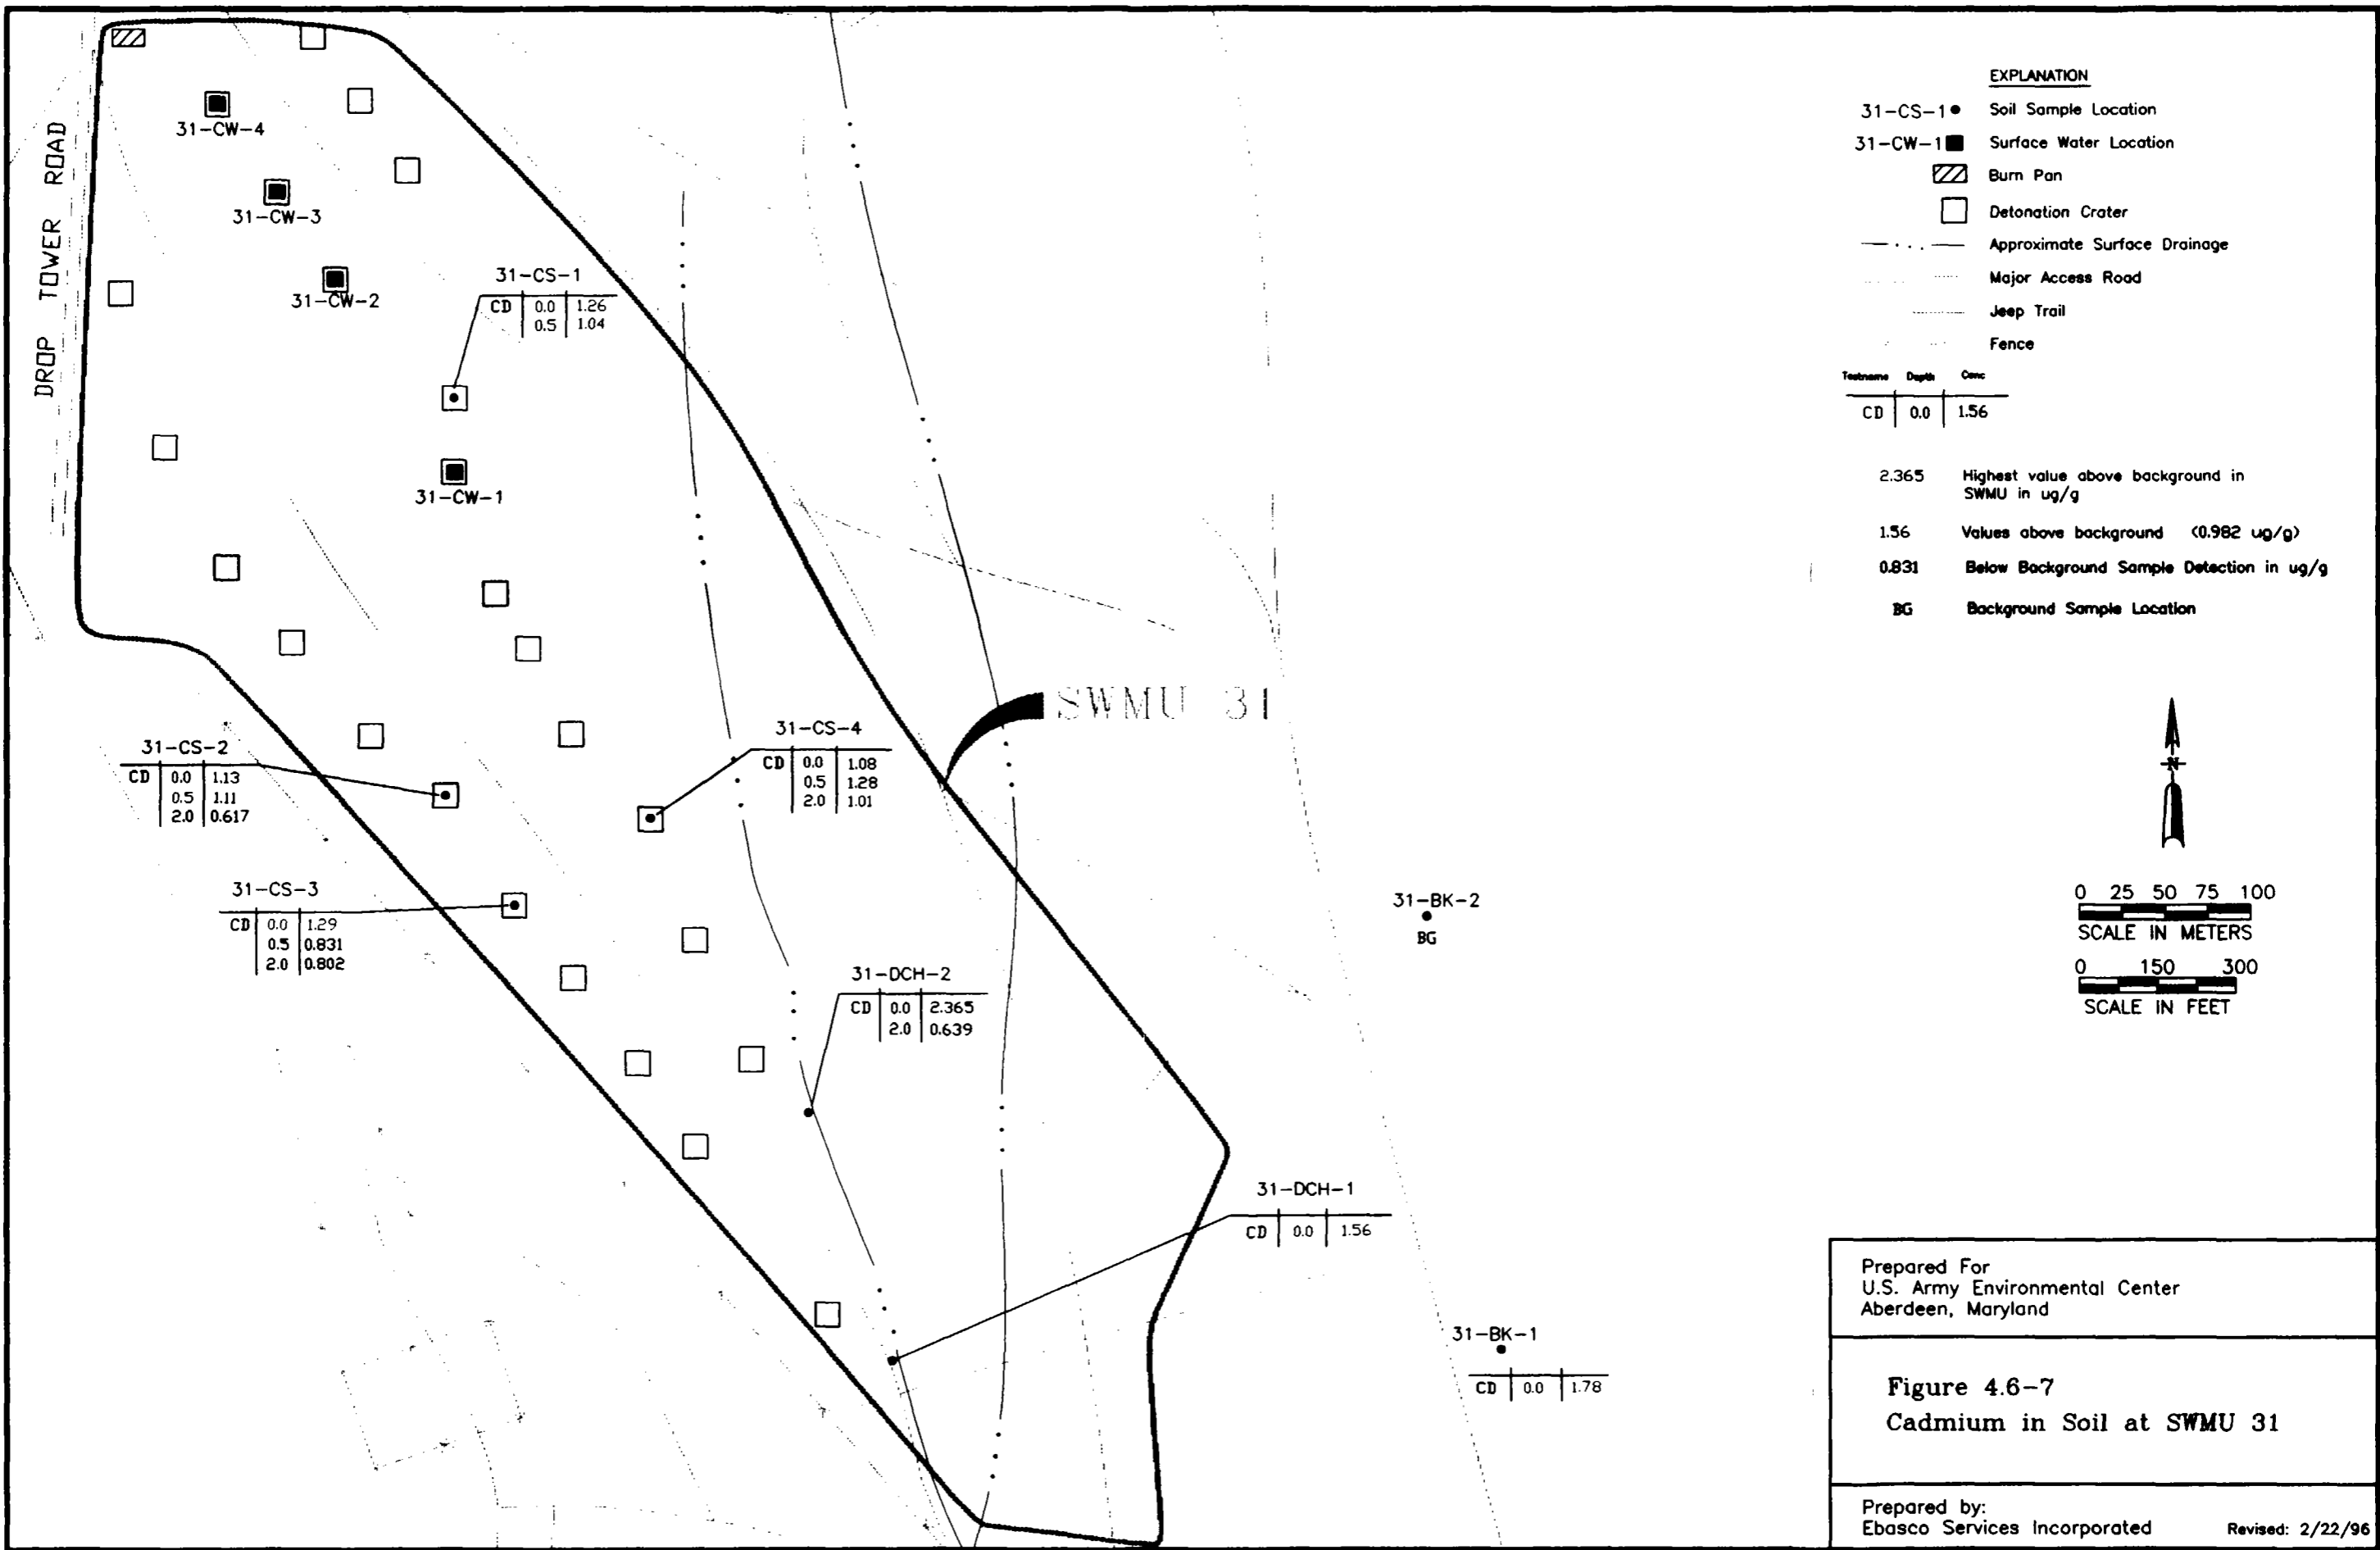 31-CW-4
31-CW-3
31-CW-2
DROP TOWER ROAD
31-CS-1
CD 0.0 1.26
0.5 1.04
31-CW-1
SWMU 31
31-CS-2
CD 0.0 1.13
0.5 1.11
2.0 0.617
31-CS-4
CD 0.0 1.08
0.5 1.28
2.0 1.01
31-CS-3
CD 0.0 1.29
0.5 0.831
2.0 0.802
31-DCH-2
CD 0.0 2.365
2.0 0.639
31-BK-2
BG
31-DCH-1
CD 0.0 1.56
31-BK-1
CD 0.0 1.78
EXPLANATION
31-CS-1 Soil Sample Location
31-CW-1 Surface Water Location
Burn Pan
Detonation Crater
Approximate Surface Drainage
Major Access Road
Jeep Trail
Fence
Testname Depth Conc
CD 0.0 1.56
2.365 Highest value above background in
SWMU in ug/g
1.56 Values above background (0.982 ug/g)
0.831 Below Background Sample Detection in ug/g
BG Background Sample Location
N
0 25 50 75 100
SCALE IN METERS
0 150 300
SCALE IN FEET
Prepared For
U.S. Army Environmental Center
Aberdeen, Maryland
Figure 4.6-7
Cadmium in Soil at SWMU 31
Prepared by:
Ebasco Services Incorporated Revised: 2/22/96